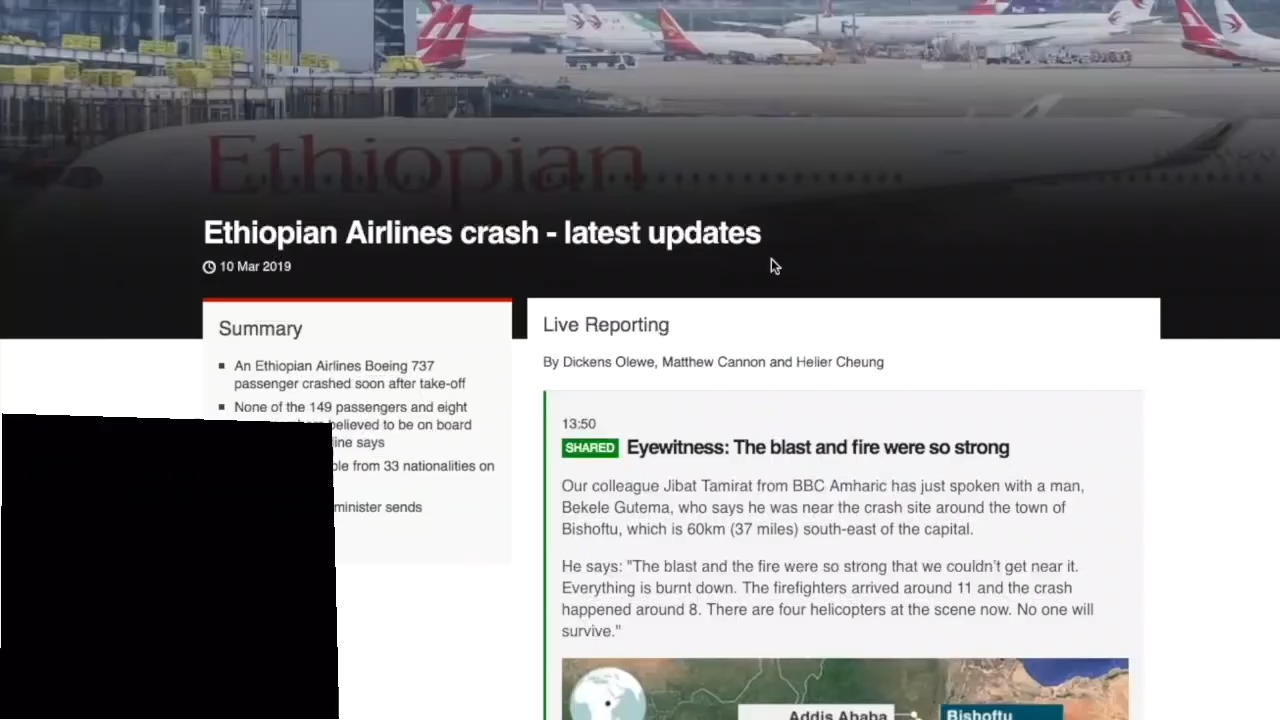 Ethiopian
Ethiopian Airlines crash - latest updates
10 Mar 2019
Summary
An Ethiopian Airlines Boeing 737
passenger crashed soon after take-off
None of the 149 passengers and eight
believed to be on board
says
from 33 nationalities on
minister sends
Live Reporting
By Dickens Olewe, Matthew Cannon and Helier Cheung
13:50
SHARED Eyewitness: The blast and fire were so strong
Our colleague Jibat Tamirat from BBC Amharic has just spoken with a man,
Bekele Gutema, who says he was near the crash site around the town of
Bishoftu, which is 60km (37 miles) south-east of the capital.
He says: "The blast and the fire were so strong that we couldn't get near it.
Everything is burnt down. The firefighters arrived around 11 and the crash
happened around 8. There are four helicopters at the scene now. No one will
survive."
Addis Ababa
Bishoftu